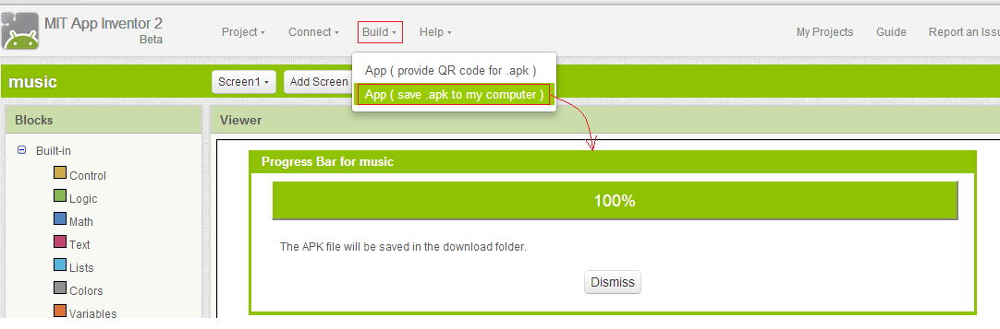 MIT App Inventor 2
Beta
Project Connect Build Help My Projects Guide Report an Issu
App ( provide QR code for .apk )
music Screen1 Add Screen App ( save .apk to my computer )
Blocks Viewer
Built-in
Control
Logic
Math
Text
Lists
Colors
Variables
Progress Bar for music
100%
The APK file will be saved in the download folder.
Dismiss